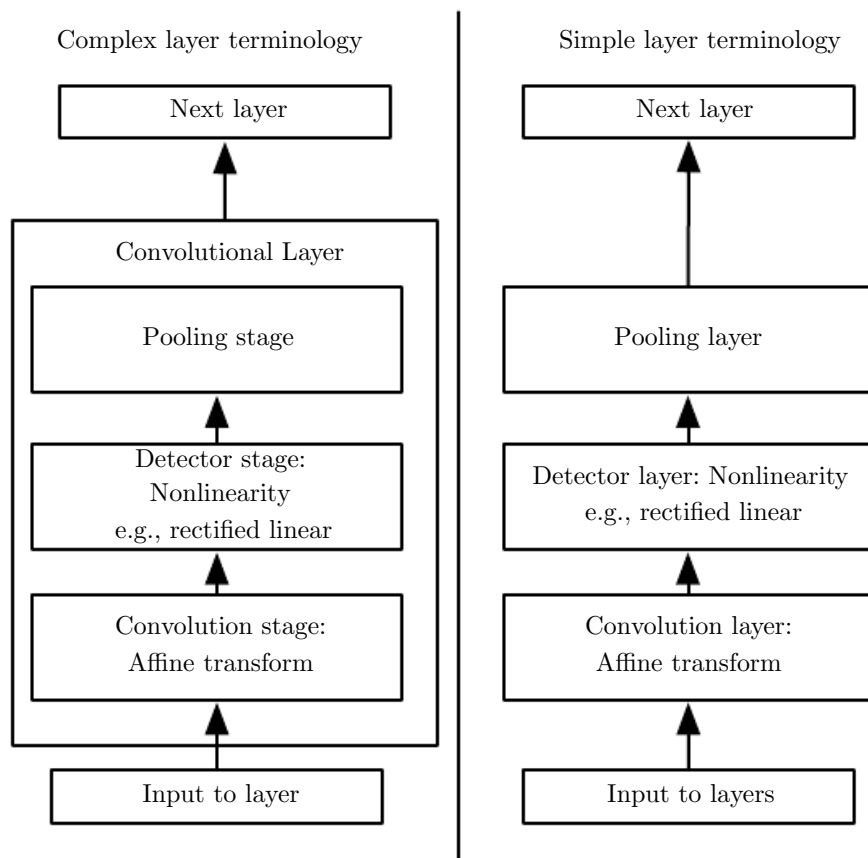 Complex layer terminology
Next layer
Convolutional Layer
Pooling stage
Detector stage:
Nonlinearity
e.g., rectified linear
Convolution stage:
Affine transform
Input to layer
Simple layer terminology
Next layer
Pooling layer
Detector layer: Nonlinearity
e.g., rectified linear
Convolution layer:
Affine transform
Input to layers